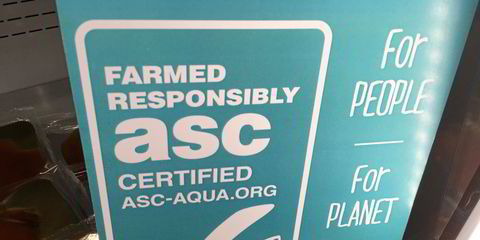 FARMED
RESPONSIBLY
asc
CERTIFIED
ASC-AQUA.ORG
For
PEOPLE
For
PLANET